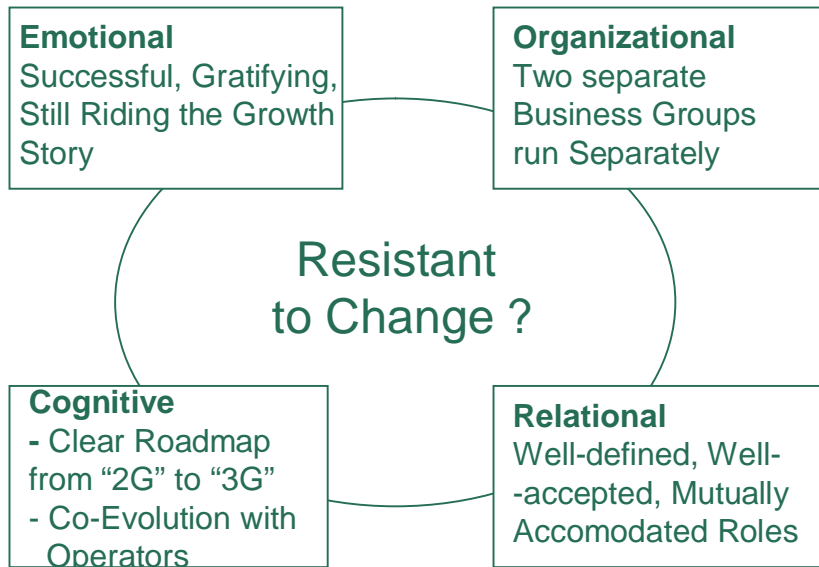 Emotional
Successful, Gratifying,
Still Riding the Growth
Story
Organizational
Two separate
Business Groups
run Separately
Resistant
to Change ?
Cognitive
- Clear Roadmap
from “2G” to “3G”
- Co-Evolution with
Operators
Relational
Well-defined, Well-
-accepted, Mutually
Accomodated Roles